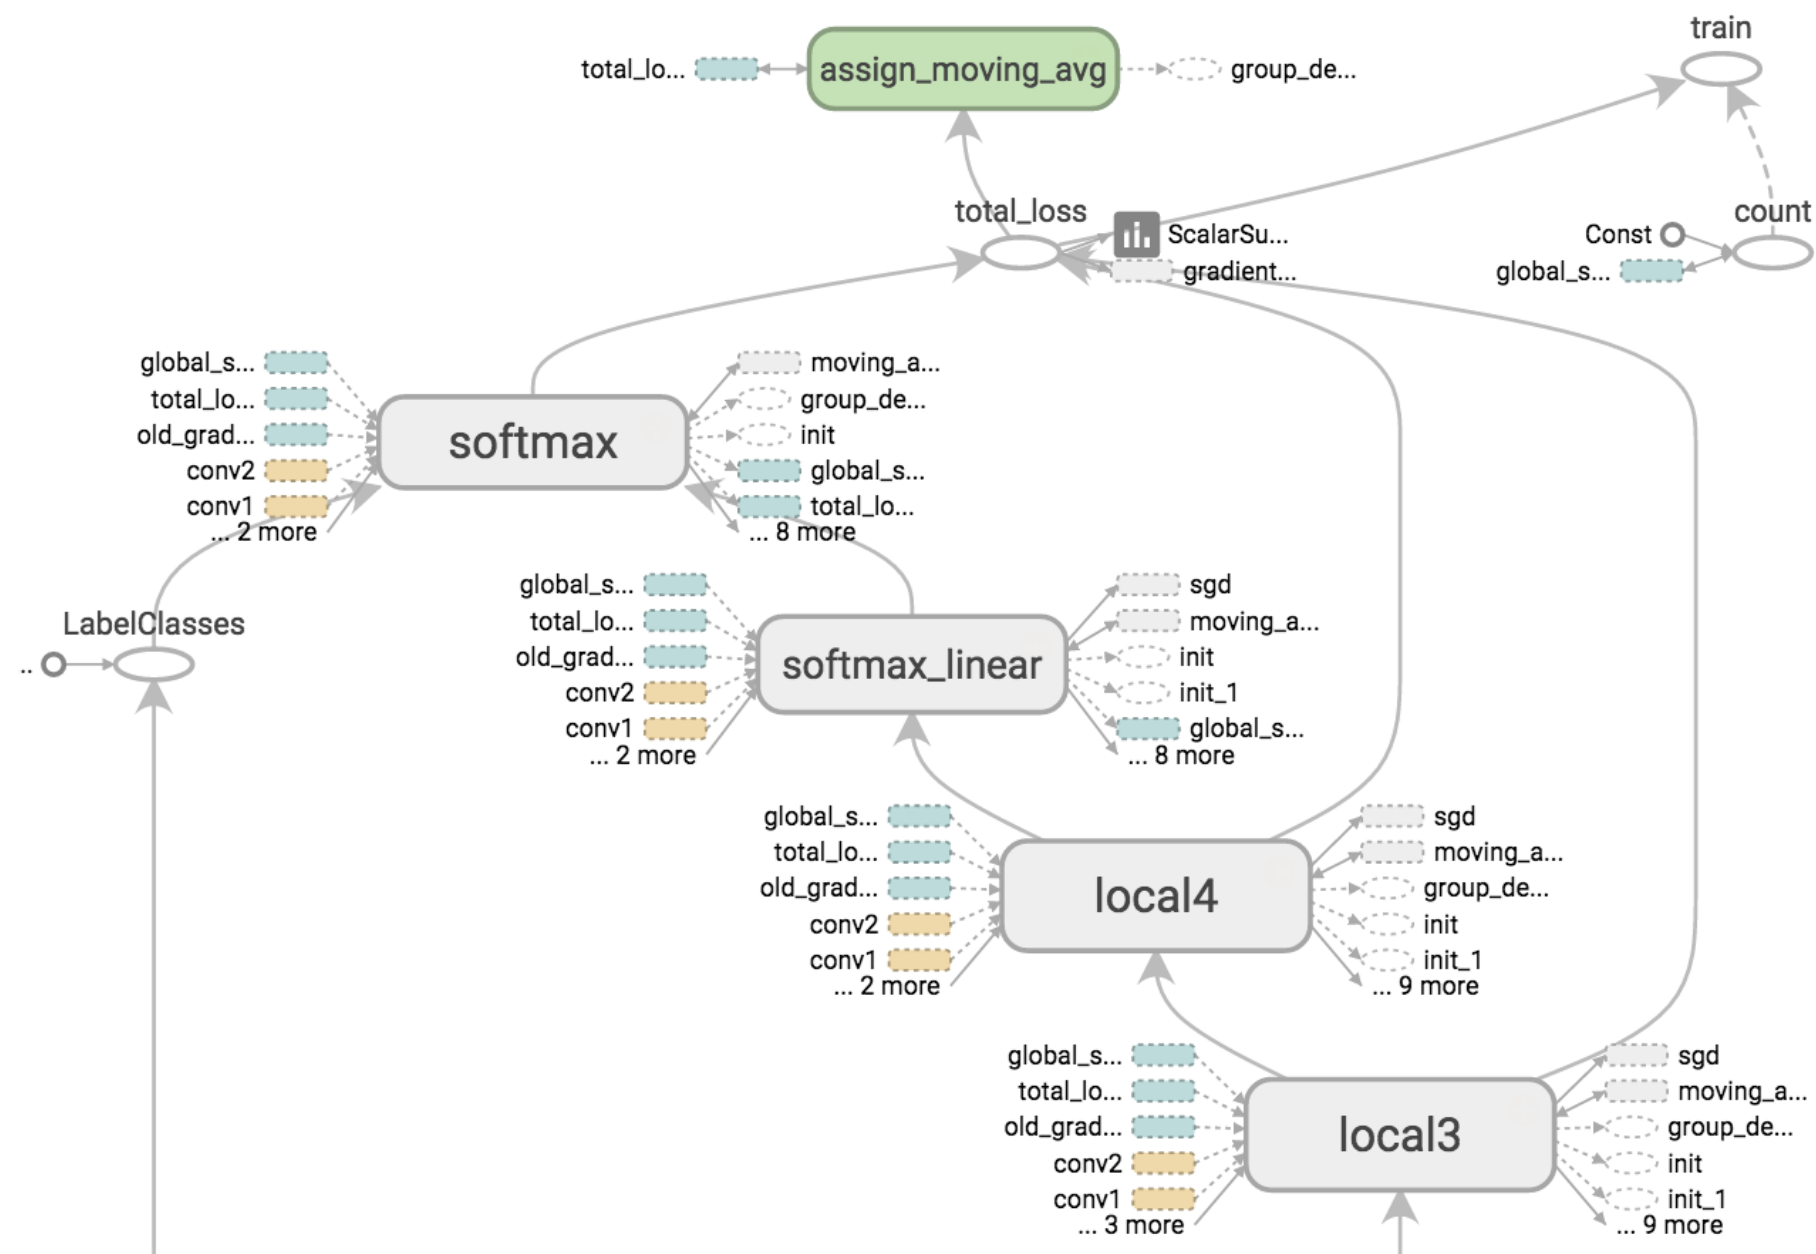 train
total_lo...
assign_moving_avg
group_de...
total_loss
ScalarSu...
gradient...
count
Const
global_s...
global_s...
total_lo...
old_grad...
conv2
conv1
... 2 more
softmax
moving_a...
group_de...
init
global_s...
total_lo...
... 8 more
LabelClasses
..
global_s...
total_lo...
old_grad...
conv2
conv1
... 2 more
softmax_linear
sgd
moving_a...
init
init_1
global_s...
... 8 more
global_s...
total_lo...
old_grad...
conv2
conv1
... 2 more
local4
sgd
moving_a...
group_de...
init
init_1
... 9 more
global_s...
total_lo...
old_grad...
conv2
conv1
... 3 more
local3
sgd
moving_a...
group_de...
init
init_1
... 9 more